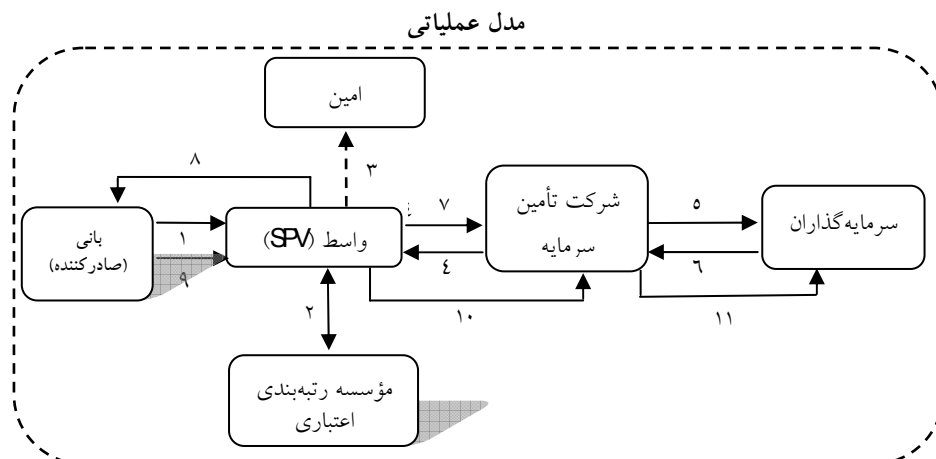 مدل عملیاتی
امین
۸
۳
بانی
(صادرکننده)
۱
۹
واسط (SPV)
۷
٤
شرکت تأمین
سرمایه
۵
٦
سرمایه‌گذاران
۲
۱۰
۱۱
مؤسسه رتبه‌بندی
اعتباری